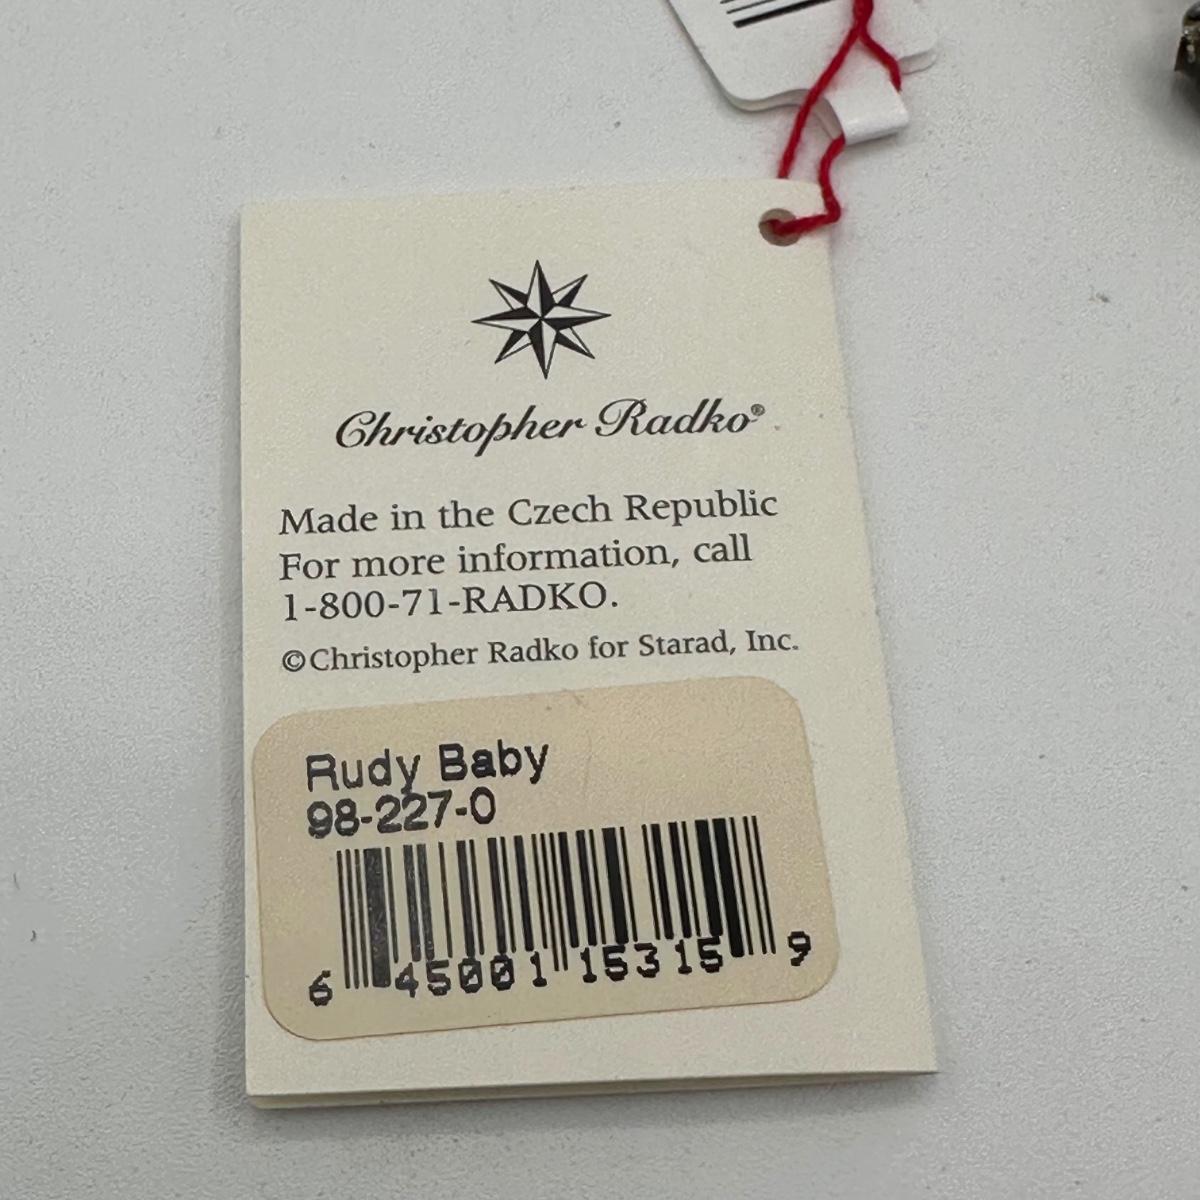 Christopher Radko®
Made in the Czech Republic
For more information, call
1-800-71-RADKO.
©Christopher Radko for Starad, Inc.
Rudy Baby
98-227-0
6 45001 15315 9